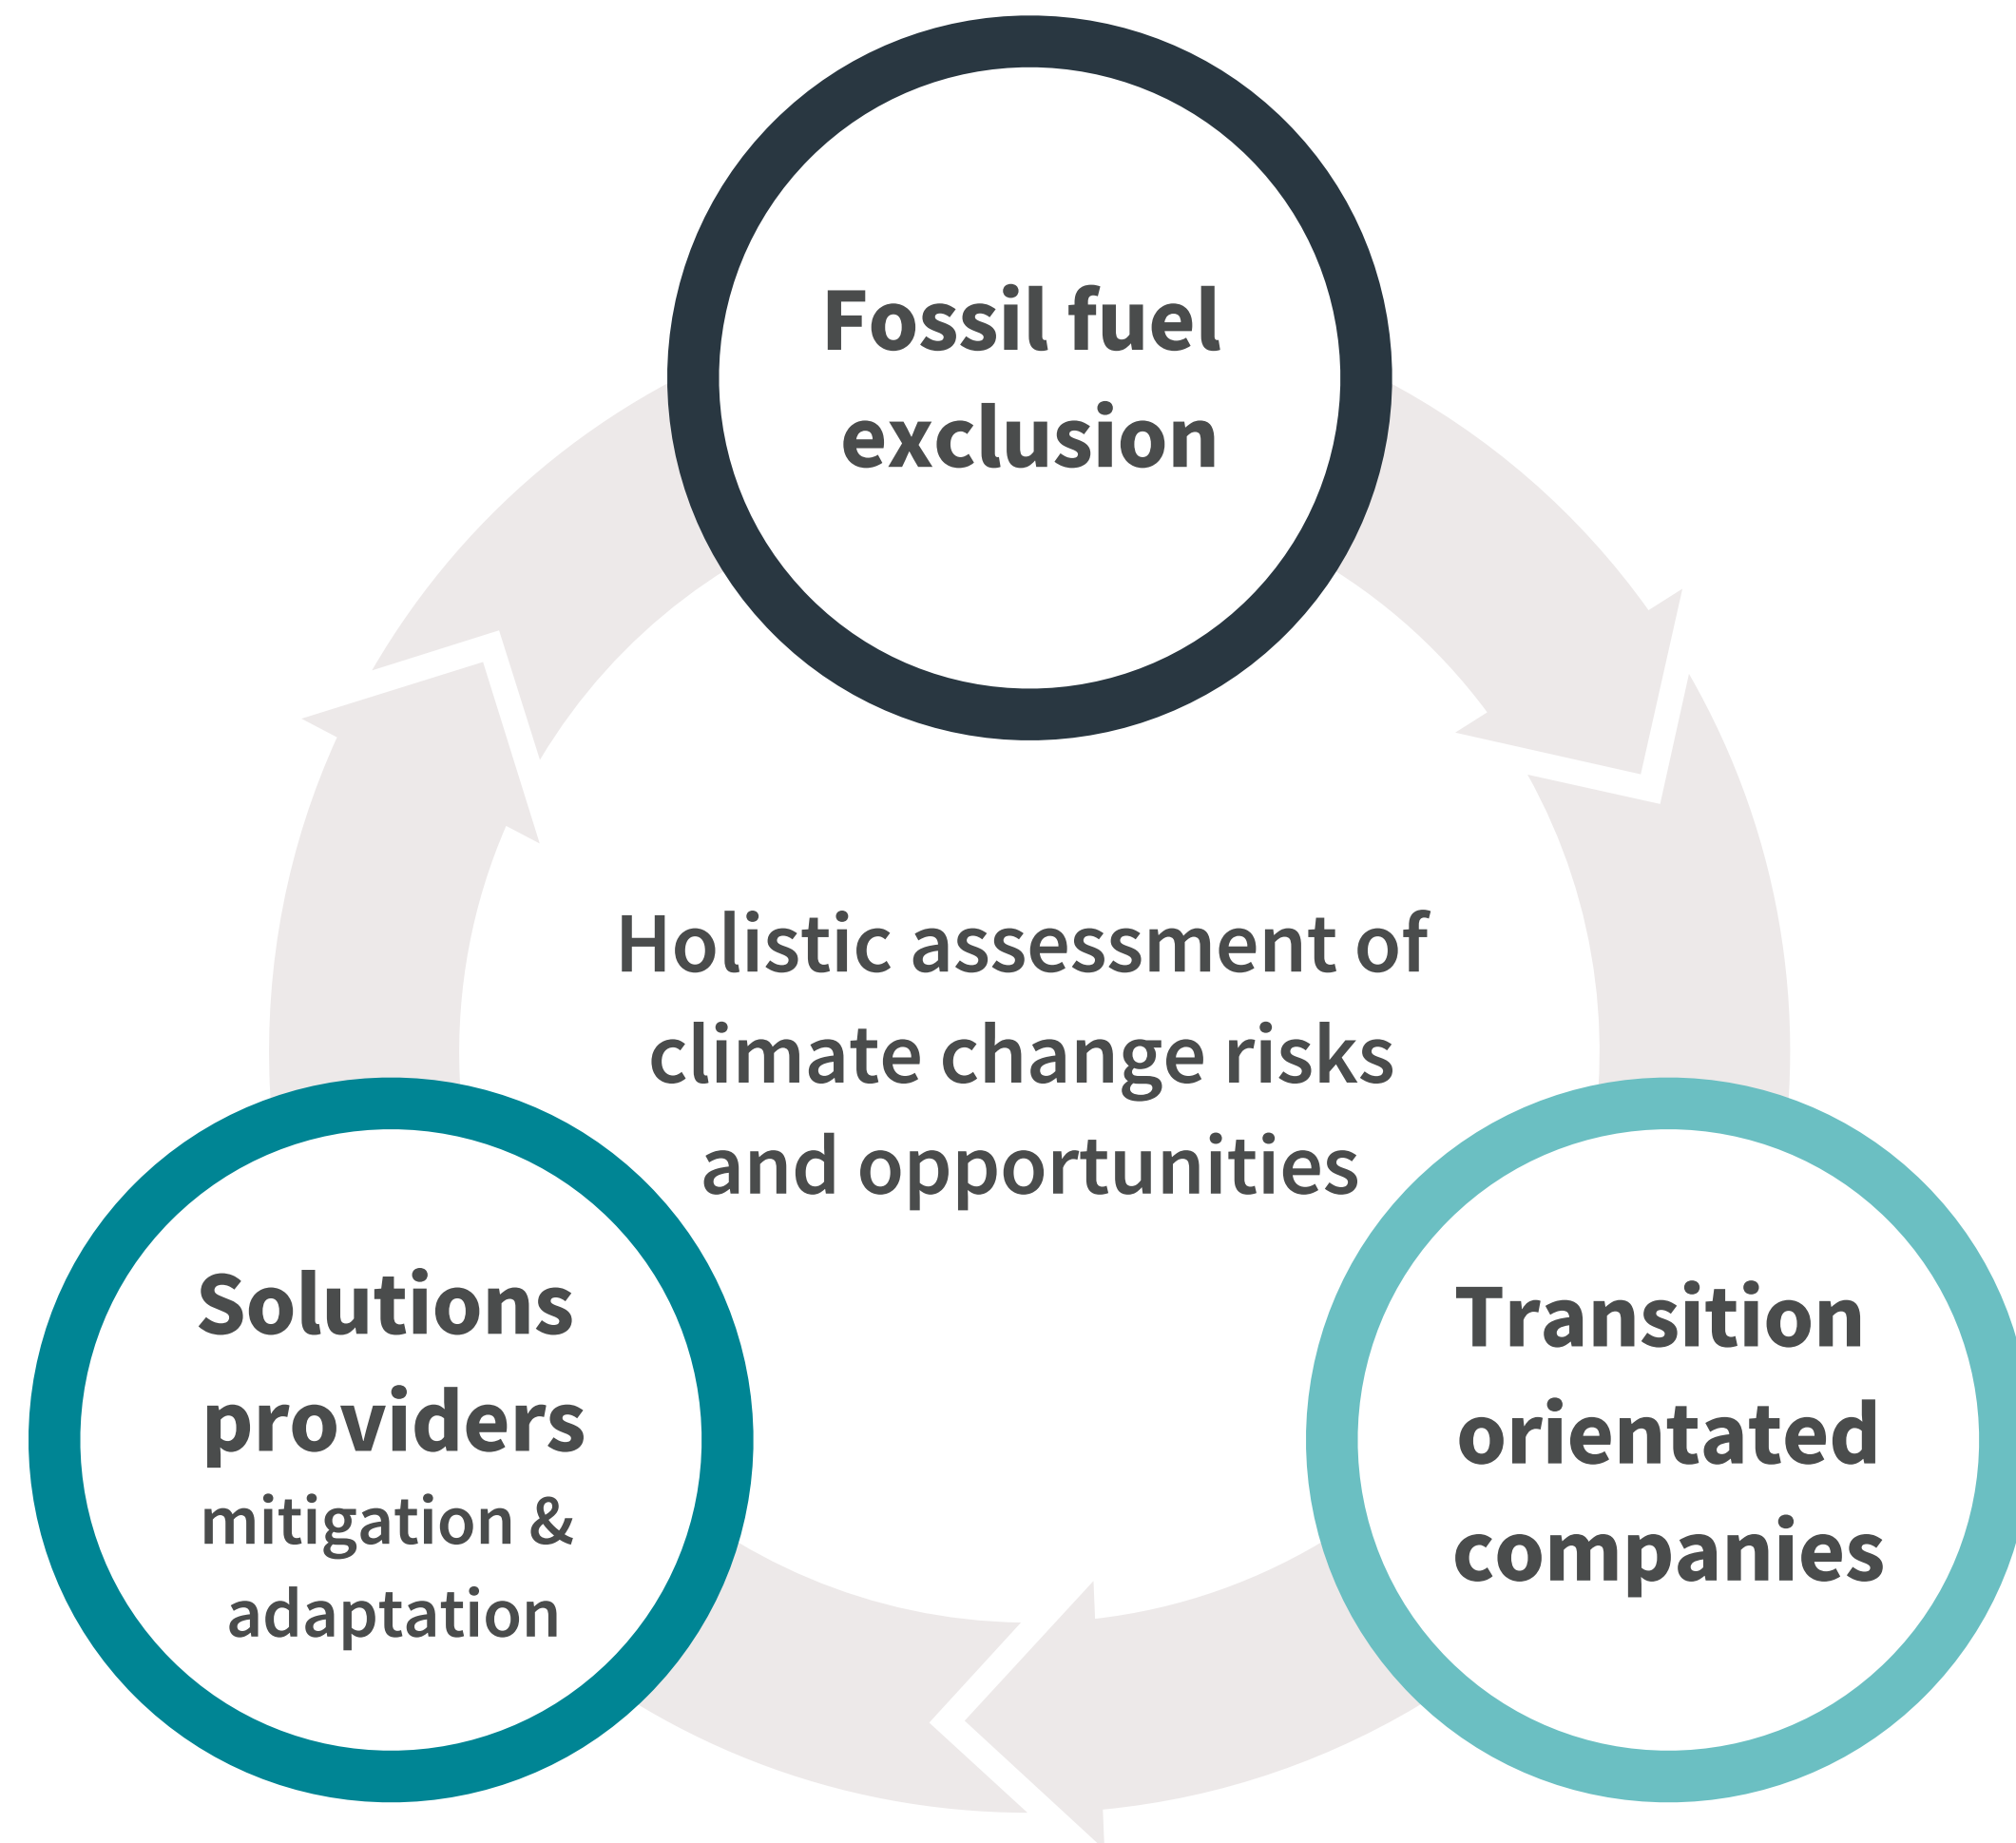 Fossil fuel
exclusion
Holistic assessment of
climate change risks
and opportunities
Solutions
providers
mitigation &
adaptation
Transition
orientated
companies